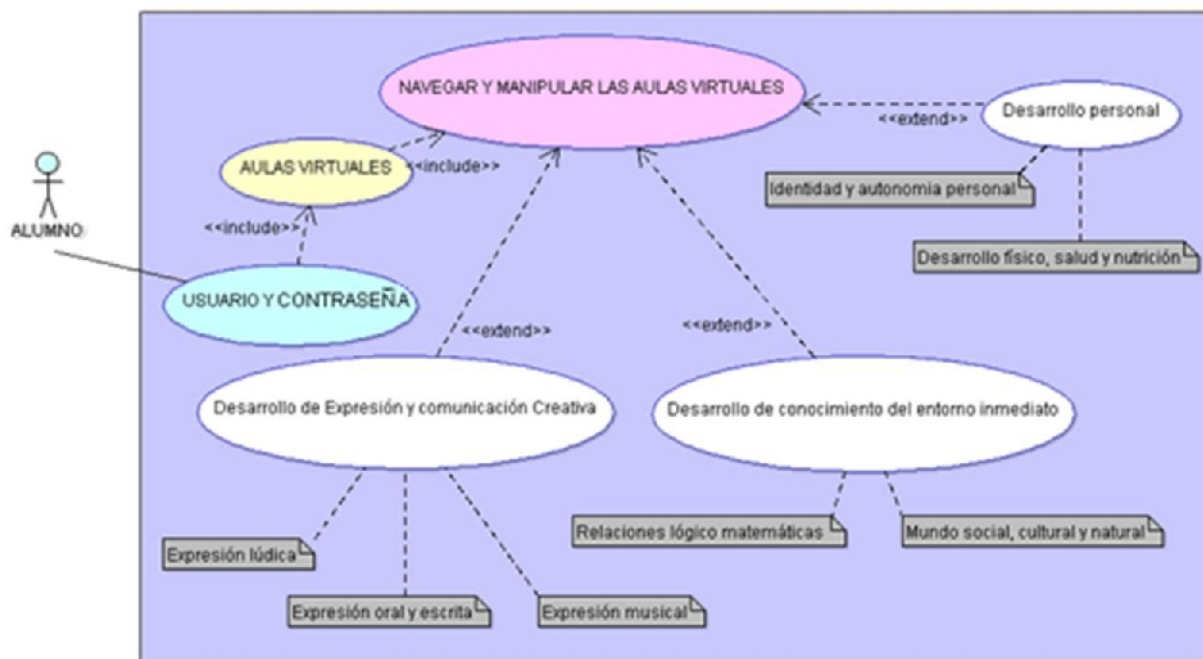 NAVEGAR Y MANIPULAR LAS AULAS VIRTUALES
Desarrollo personal
<<extend>>
AULAS VIRTUALES
<<include>>
Identidad y autonomía personal
ALUMNO
<<include>>
Desarrollo físico, salud y nutrición
USUARIO Y CONTRASEÑA
<<extend>>
<<extend>>
Desarrollo de Expresión y comunicación Creativa
Desarrollo de conocimiento del entorno inmediato
Relaciones lógico matemáticas
Mundo social, cultural y natural
Expresión lúdica
Expresión oral y escrita
Expresión musical